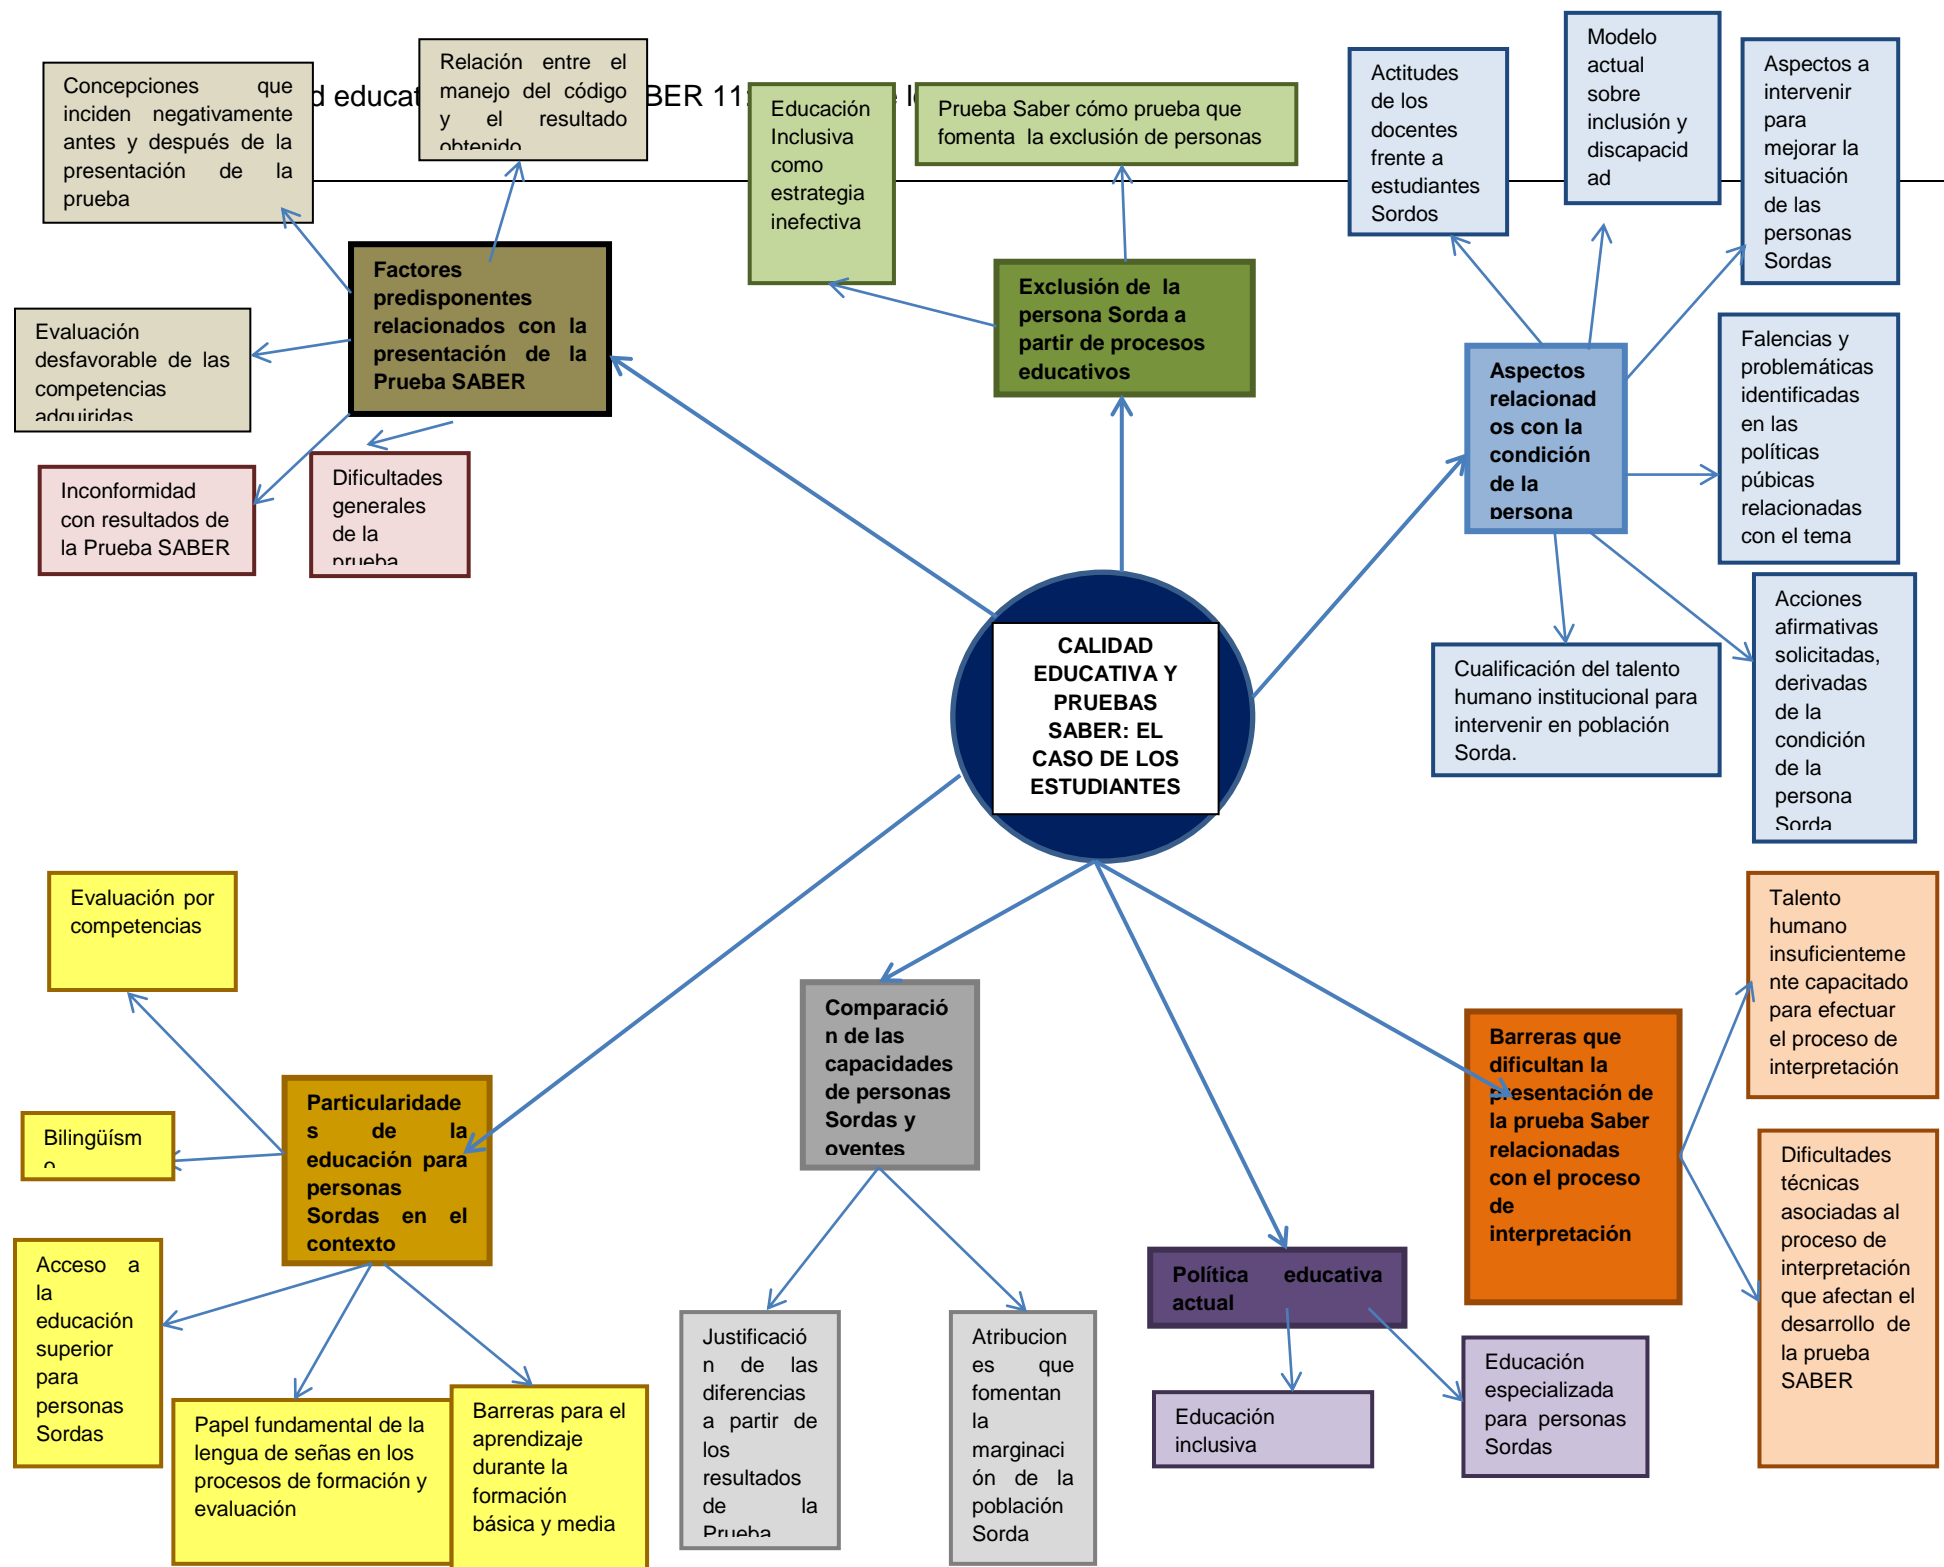 d educat
BER 11:
Concepciones que
inciden negativamente
antes y después de la
presentación de la
prueba
Relación entre el
manejo del código
y el resultado
obtenido
Educación
Inclusiva
como
estrategia
inefectiva
Prueba Saber cómo prueba que
fomenta la exclusión de personas
Actitudes
de los
docentes
frente a
estudiantes
Sordos
Modelo
actual
sobre
inclusión y
discapacid
ad
Aspectos a
intervenir
para
mejorar la
situación
de las
personas
Sordas
Factores
predisponentes
relacionados con la
presentación de la
Prueba SABER
Exclusión de la
persona Sorda a
partir de procesos
educativos
Evaluación
desfavorable de las
competencias
adquiridas
Aspectos
relacionad
os con la
condición
de la
persona
Falencias y
problemáticas
identificadas
en las
políticas
púbicas
relacionadas
con el tema
Inconformidad
con resultados de
la Prueba SABER
Dificultades
generales
de la
prueba
Acciones
afirmativas
solicitadas,
derivadas
de la
condición
de la
persona
Sorda
Cualificación del talento
humano institucional para
intervenir en población
Sorda.
CALIDAD
EDUCATIVA Y
PRUEBAS
SABER: EL
CASO DE LOS
ESTUDIANTES
Evaluación por
competencias
Talento
humano
insuficienteme
nte capacitado
para efectuar
el proceso de
interpretación
Comparació
n de las
capacidades
de personas
Sordas y
oyentes
Barreras que
dificultan la
presentación de
la prueba Saber
relacionadas
con el proceso
de
interpretación
Particularidade
s de la
educación para
personas
Sordas en el
contexto
Bilingüísm
o
Dificultades
técnicas
asociadas al
proceso de
interpretación
que afectan el
desarrollo de
la prueba
SABER
Acceso a
la
educación
superior
para
personas
Sordas
Política educativa
actual
Justificació
n de las
diferencias
a partir de
los
resultados
de la
Prueba
Atribucion
es que
fomentan
la
marginaci
ón de la
población
Sorda
Educación
especializada
para personas
Sordas
Educación
inclusiva
Papel fundamental de la
lengua de señas en los
procesos de formación y
evaluación
Barreras para el
aprendizaje
durante la
formación
básica y media